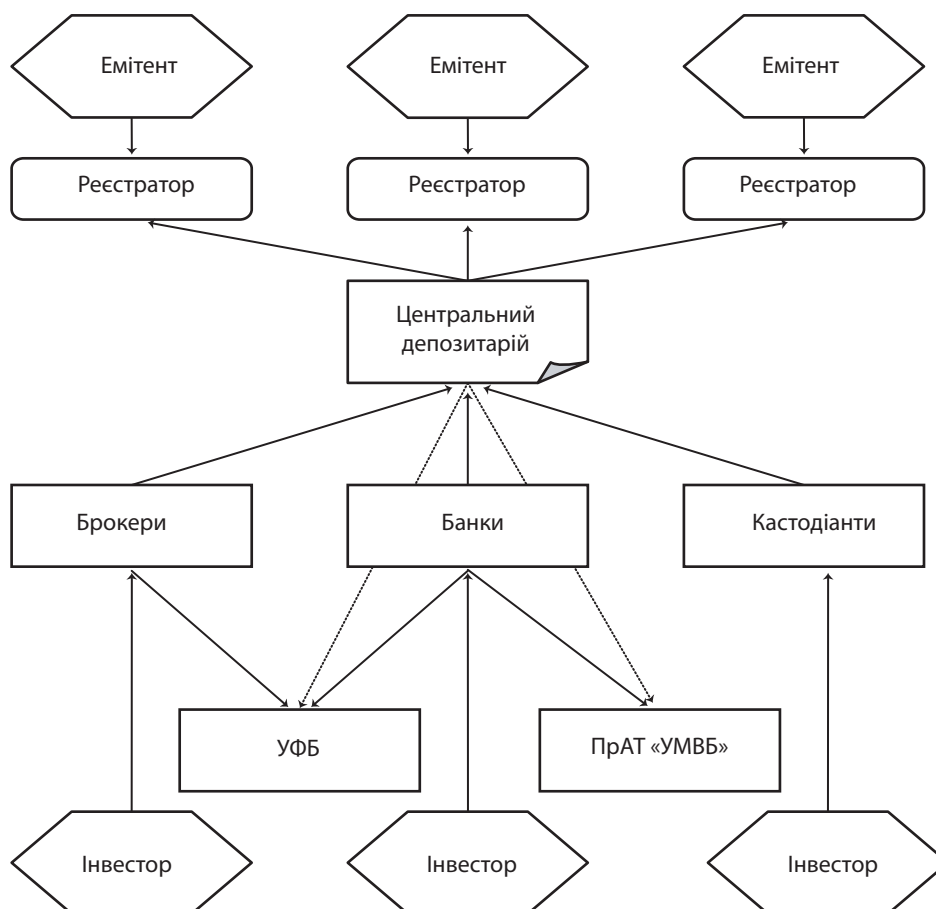 Емітент
Емітент
Емітент
Реєстратор
Реєстратор
Реєстратор
Центральний
депозитарій
Брокери
Банки
Кастодіанти
УФБ
ПрАТ «УМВБ»
Інвестор
Інвестор
Інвестор